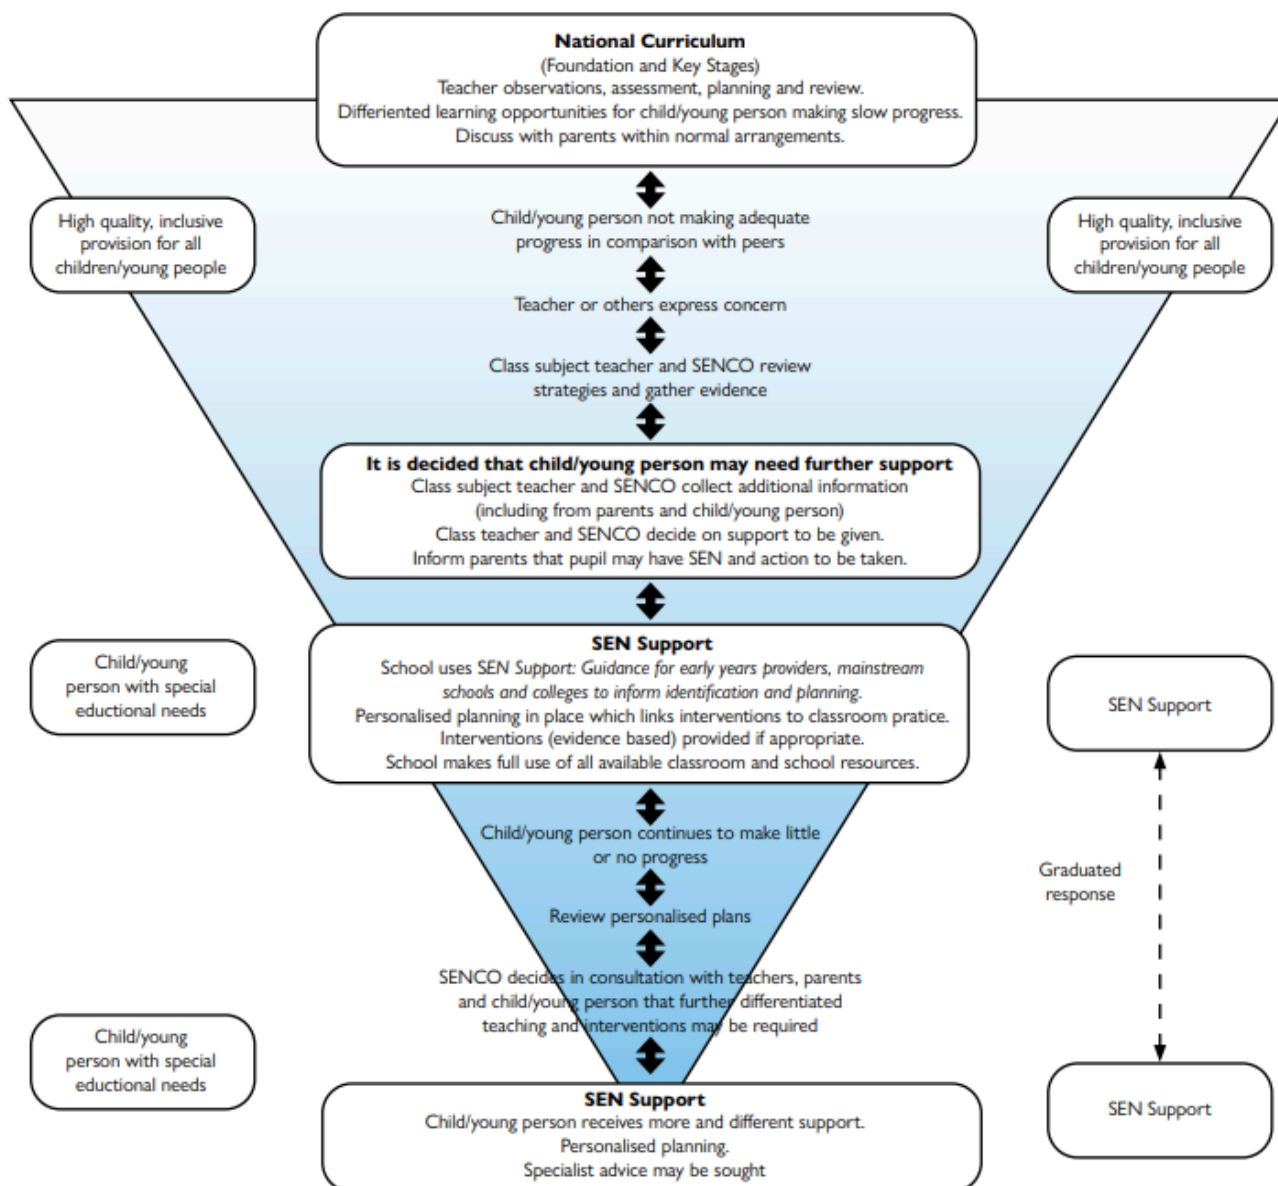 National Curriculum
(Foundation and Key Stages)
Teacher observations, assessment, planning and review.
Differiented learning opportunities for child/young person making slow progress.
Discuss with parents within normal arrangements.
High quality, inclusive
provision for all
children/young people
High quality, inclusive
provision for all
children/young people
Child/young person not making adequate
progress in comparison with peers
Teacher or others express concern
Class subject teacher and SENCO review
strategies and gather evidence
It is decided that child/young person may need further support
Class subject teacher and SENCO collect additional information
(including from parents and child/young person)
Class teacher and SENCO decide on support to be given.
Inform parents that pupil may have SEN and action to be taken.
Child/young
person with special
eductional needs
SEN Support
School uses SEN Support: Guidance for early years providers, mainstream
schools and colleges to inform identification and planning.
Personalised planning in place which links interventions to classroom pratice.
Interventions (evidence based) provided if appropriate.
School makes full use of all available classroom and school resources.
SEN Support
Child/young person continues to make little
or no progress
Graduated
response
Review personalised plans
SENCO decides in consultation with teachers, parents
and child/young person that further differentiated
teaching and interventions may be required
Child/young
person with special
eductional needs
SEN Support
Child/young person receives more and different support.
Personalised planning.
Specialist advice may be sought
SEN Support